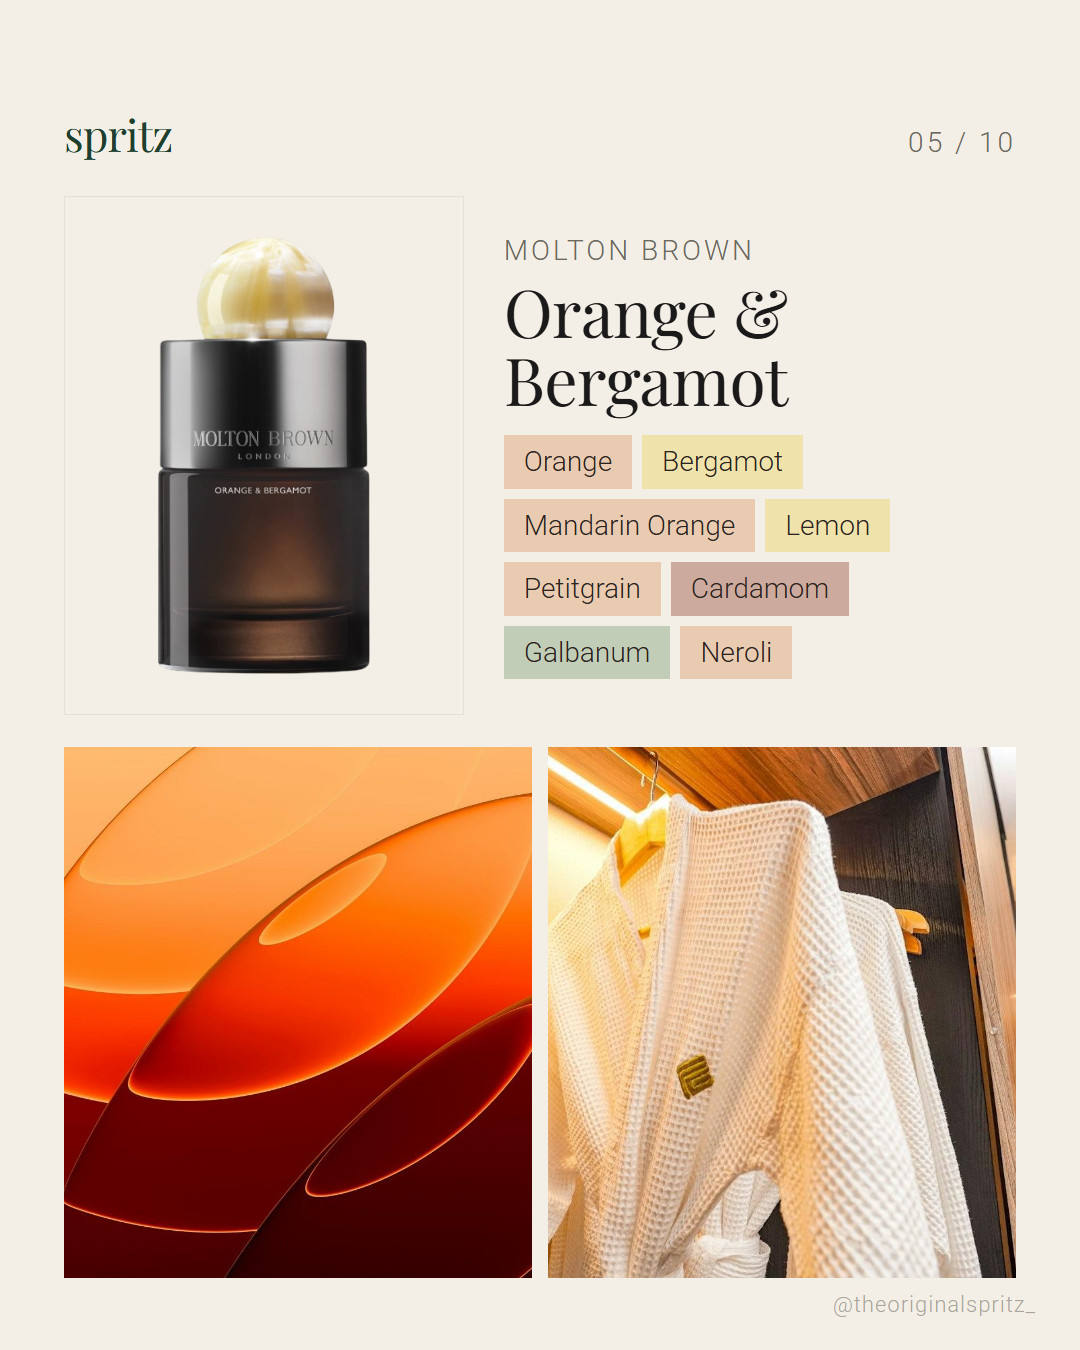 spritz
05 / 10
MOLTON BROWN
Orange &
Bergamot
Orange
Bergamot
Mandarin Orange
Lemon
Petitgrain
Cardamom
Galbanum
Neroli
MOLTON BROWN
LONDON
ORANGE & BERGAMOT
@theoriginalspritz_